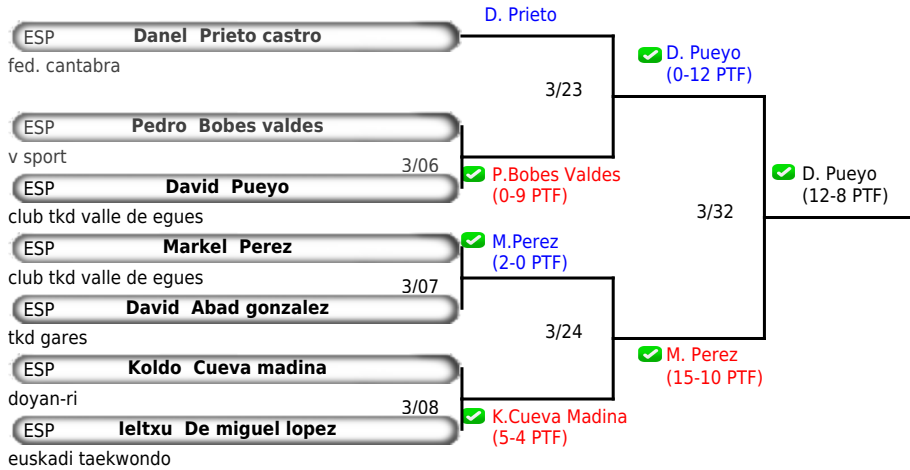 D. Prieto
ESP Danel Prieto castro
fed. cantabra
D. Pueyo
(0-12 PTF)
3/23
ESP Pedro Bobes valdes
v sport
3/06
P.Bobes Valdes
(0-9 PTF)
ESP David Pueyo
club tkd valle de egues
D. Pueyo
(12-8 PTF)
3/32
ESP Markel Perez
club tkd valle de egues
M.Perez
(2-0 PTF)
3/07
ESP David Abad gonzalez
tkd gares
3/24
M. Perez
(15-10 PTF)
ESP Koldo Cueva madina
doyan-ri
3/08
K.Cueva Madina
(5-4 PTF)
ESP Ieltxu De miguel lopez
euskadi taekwondo